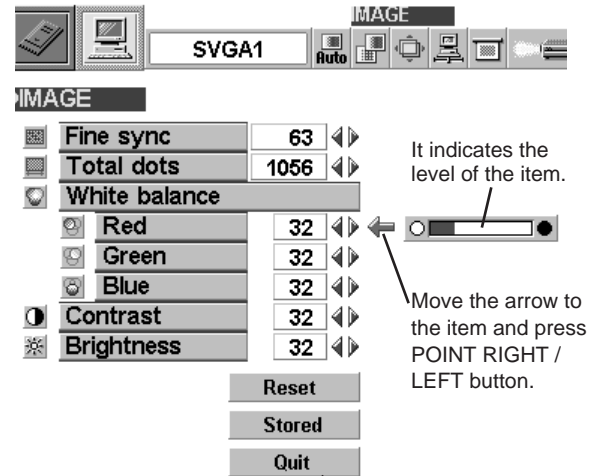 IMAGE
SVGA1
Auto
IMAGE
Fine sync 63
Total dots 1056
White balance
Red 32
Green 32
Blue 32
Contrast 32
Brightness 32
Reset
Stored
Quit
It indicates the
level of the item.
Move the arrow to
the item and press
POINT RIGHT /
LEFT button.